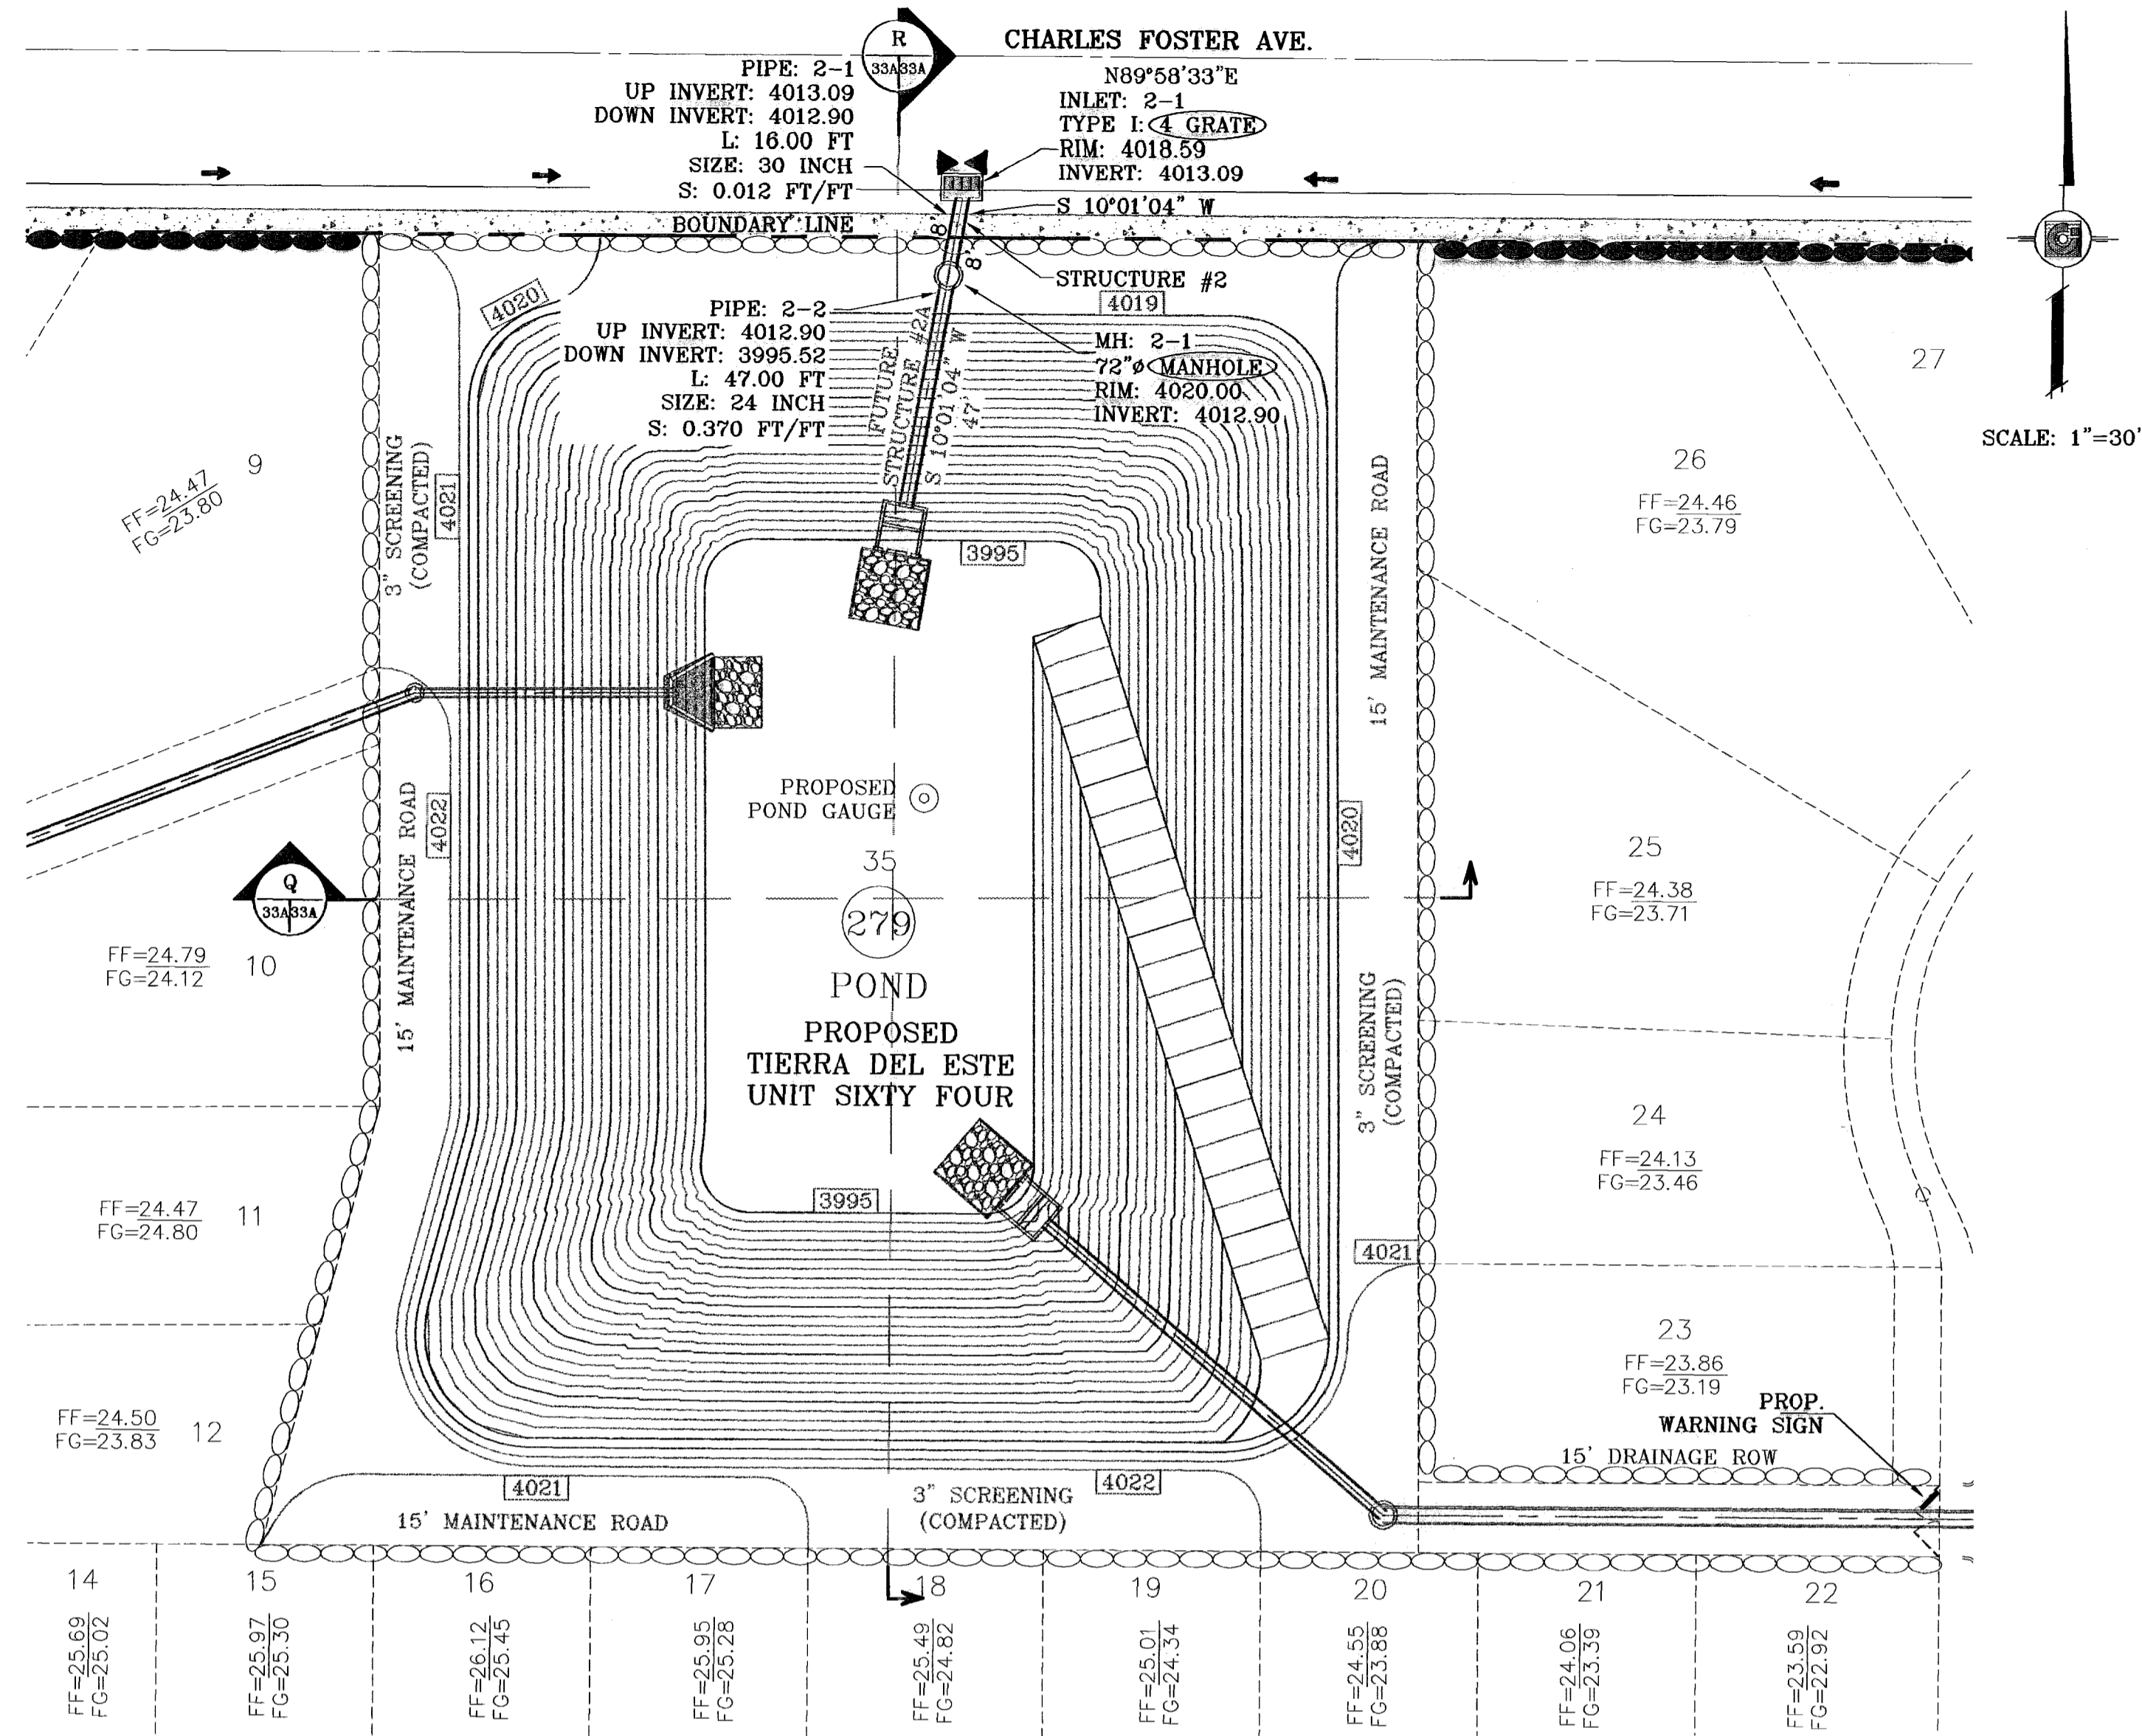 R
33A 33A
CHARLES FOSTER AVE.
N89°58'33"E
PIPE: 2-1
UP INVERT: 4013.09
DOWN INVERT: 4012.90
L: 16.00 FT
SIZE: 30 INCH
S: 0.012 FT/FT
INLET: 2-1
TYPE I: 4 GRATE
RIM: 4018.59
INVERT: 4013.09
S 10°01'04" W
BOUNDARY LINE
8'
8'
STRUCTURE #2
4020
4019
PIPE: 2-2
UP INVERT: 4012.90
DOWN INVERT: 3995.52
L: 47.00 FT
SIZE: 24 INCH
S: 0.370 FT/FT
FUTURE
STRUCTURE #2A
S 10°01'04" W
47'
MH: 2-1
72"ø MANHOLE
RIM: 4020.00
INVERT: 4012.90
27
SCALE: 1"=30'
9
FF=24.47
FG=23.80
3" SCREENING
(COMPACTED)
4021
15' MAINTENANCE ROAD
26
FF=24.46
FG=23.79
3995
PROPOSED
POND GAUGE
15' MAINTENANCE ROAD
4022
4020
25
FF=24.38
FG=23.71
35
279
POND
PROPOSED
TIERRA DEL ESTE
UNIT SIXTY FOUR
Q
33A 33A
FF=24.79
FG=24.12
10
3" SCREENING
(COMPACTED)
24
FF=24.13
FG=23.46
FF=24.47
FG=24.80
11
3995
4021
23
FF=23.86
FG=23.19
FF=24.50
FG=23.83
12
PROP.
WARNING SIGN
15' DRAINAGE ROW
4021
4022
15' MAINTENANCE ROAD
3" SCREENING
(COMPACTED)
14
FF=25.69
FG=25.02
15
FF=25.97
FG=25.30
16
FF=26.12
FG=25.45
17
FF=25.95
FG=25.28
18
FF=25.49
FG=24.82
19
FF=25.01
FG=24.34
20
FF=24.55
FG=23.88
21
FF=24.06
FG=23.39
22
FF=23.59
FG=22.92